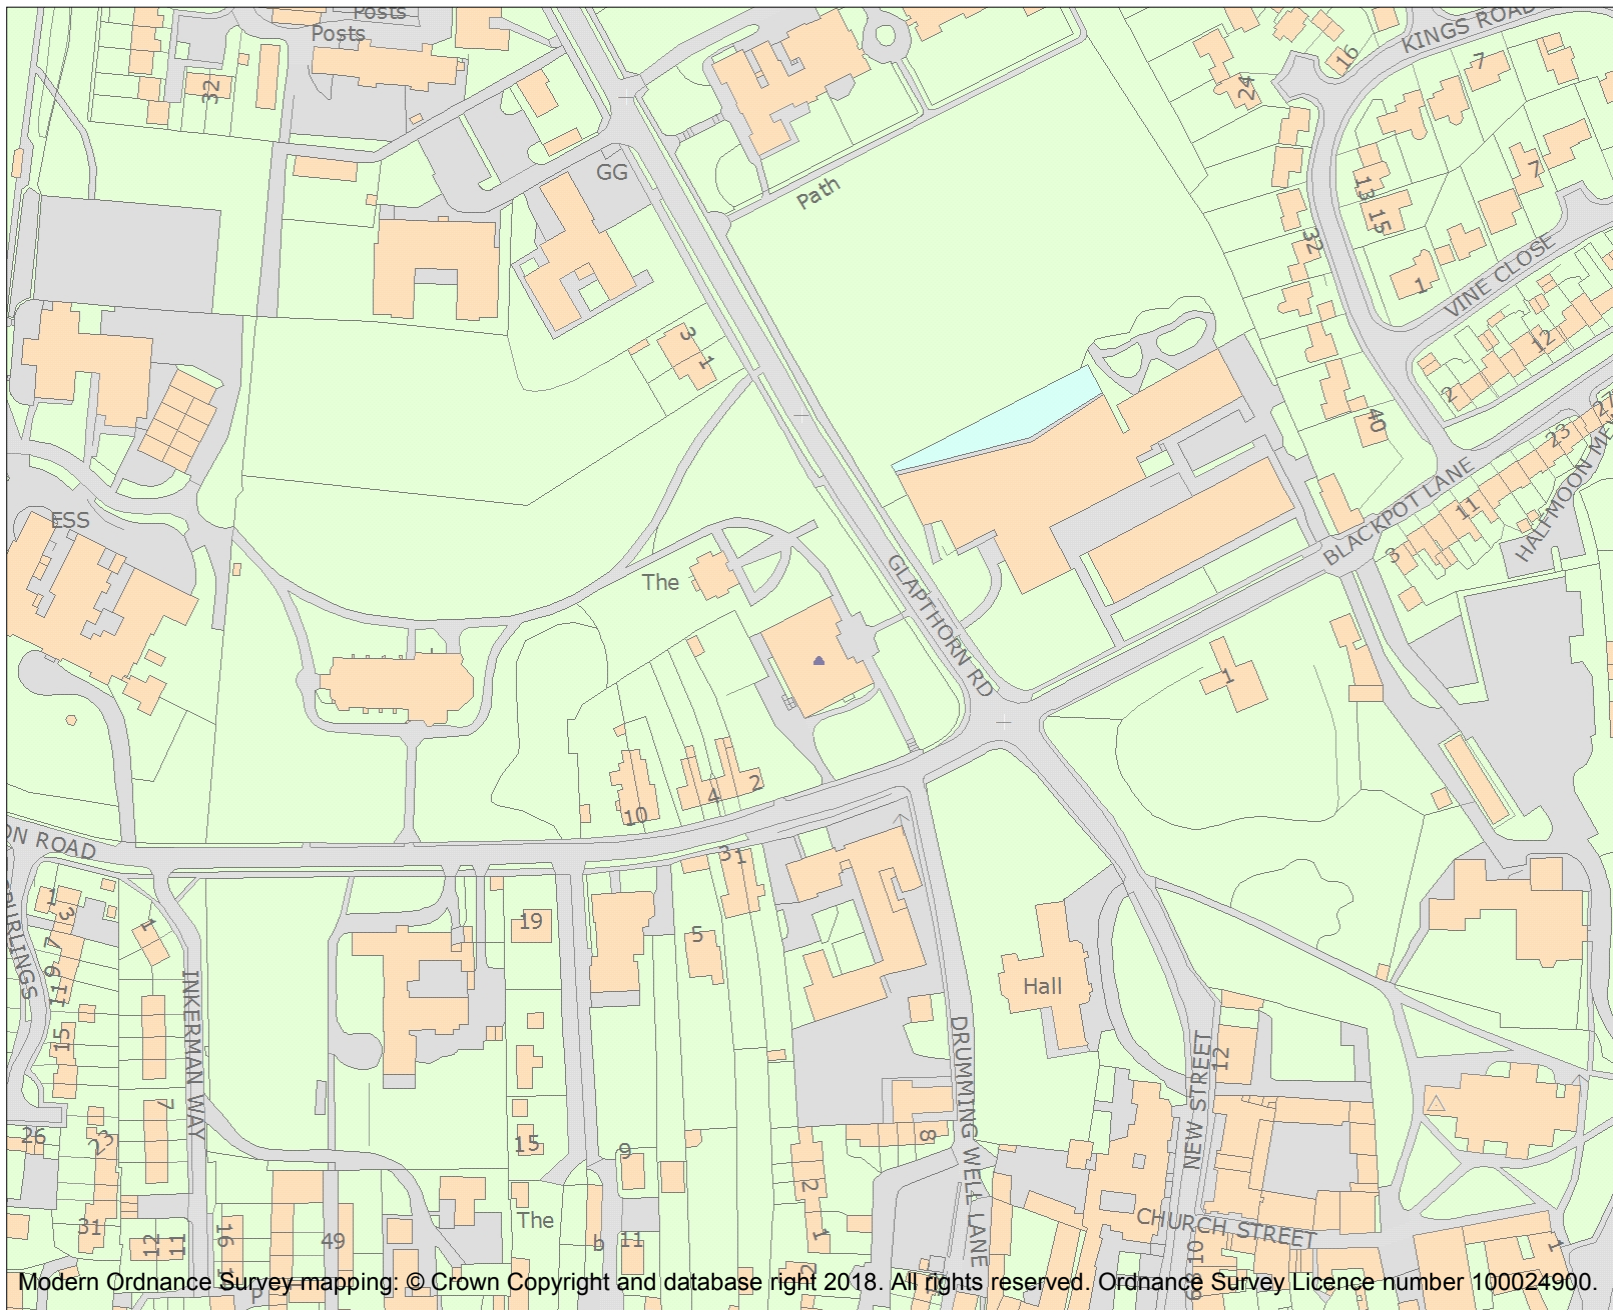 Posts
Posts
KINGS ROAD
16
7
32
24
GG
Path
13
15
7
32
1
VINE CLOSE
3
1
12
2
40
27
23
BLACKPOT LANE
11
3
ESS
GLAPTHORN RD
The
1
2
4
10
ON ROAD
3
1
1
3
7
9
11
15
1
19
5
INKERMAN WAY
Hall
DRUMMING WELL LANE
NEW STREET
12
7
26
23
15
9
8
31
12
11
16
49
The
b
11
2
1
2
CHURCH STREET
10
1
P
Modern Ordnance Survey mapping: © Crown Copyright and database right 2018. All rights reserved. Ordnance Survey Licence number 100024900.